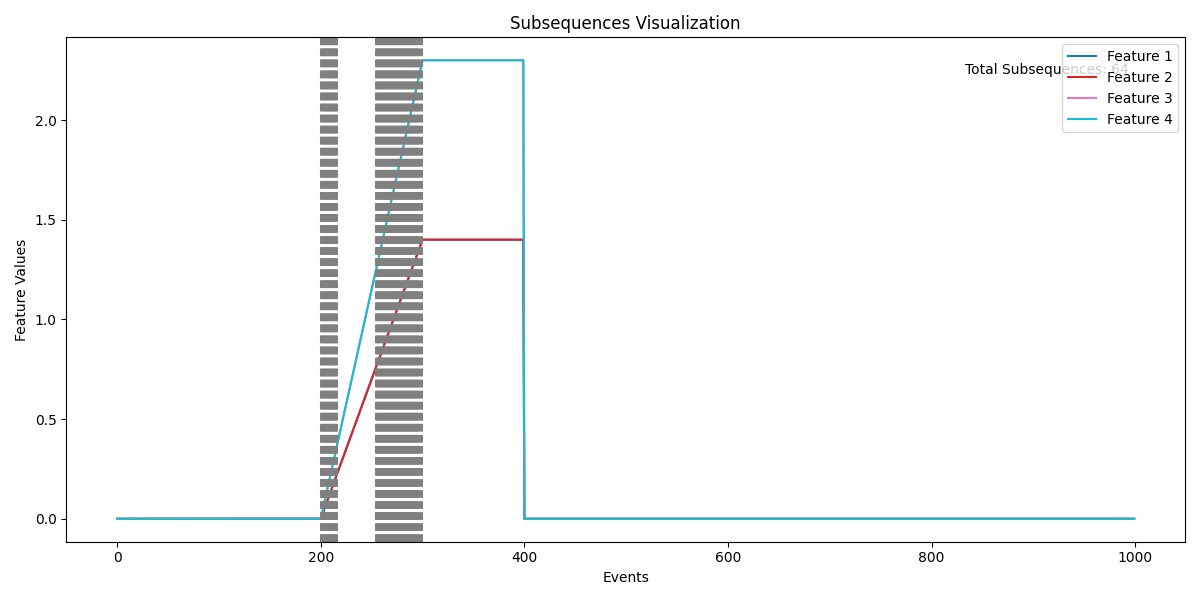 Subsequences Visualization
Total Subsequences: 64
Feature 1
Feature 2
Feature 3
Feature 4
Feature Values
2.0
1.5
1.0
0.5
0.0
0
200
400
600
800
1000
Events